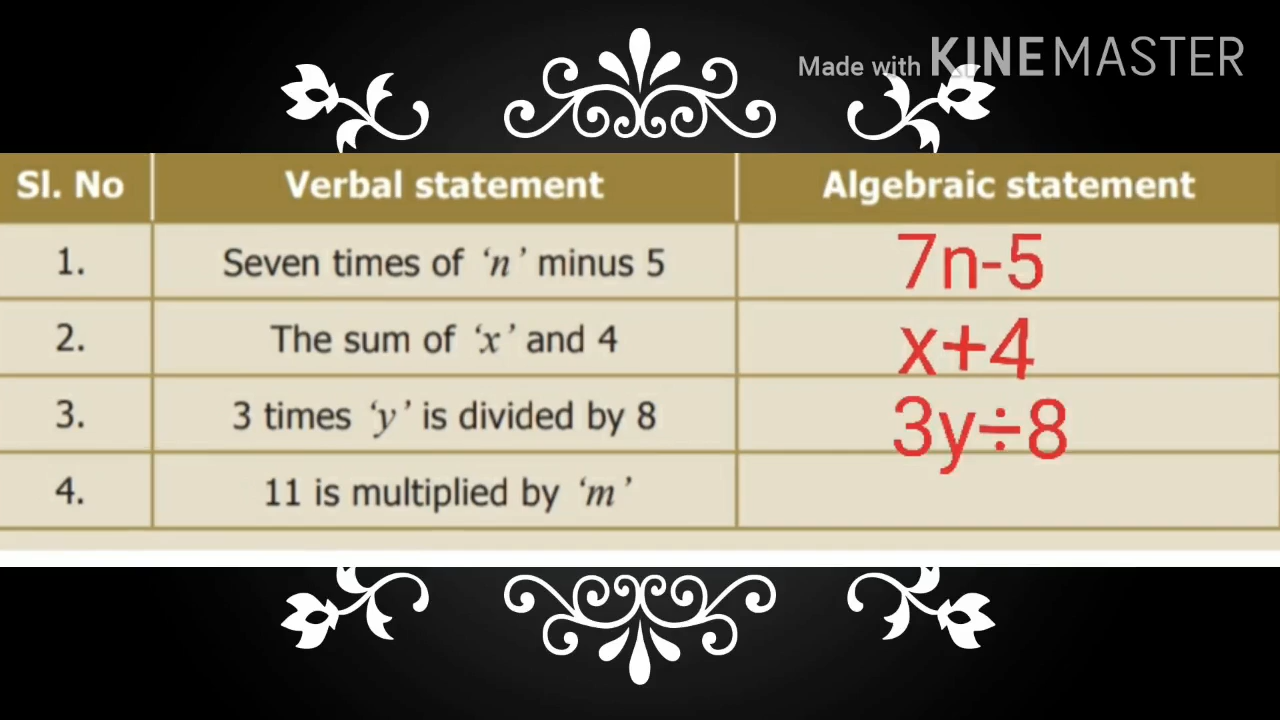 Made with KINEMASTER
Sl. No Verbal statement Algebraic statement
1. Seven times of ‘n’ minus 5 7n-5
2. The sum of ‘x’ and 4 x+4
3. 3 times ‘y’ is divided by 8 3y÷8
4. 11 is multiplied by ‘m’